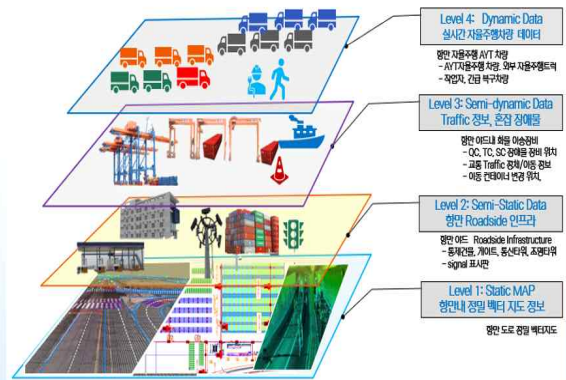 Level 4: Dynamic Data
실시간 자율주행차량 데이터
항만 자율주행 AYT 차량
- AYT자율주행 차량, 외부 자율주행트럭
- 작업자, 긴급 복구차량
Level 3: Semi-dynamic Data
Traffic 정보, 혼잡 장애물
항만 야드내 화물 이송장비
- QC, TC, SC 장애물 장비 위치
- 교통 Traffic 정체/이동 정보
- 이동 컨테이너 변경 위치,
Level 2: Semi-Static Data
항만 Roadside 인프라
항만 야드 Roadside Infrastructure
- 통제건물, 게이트, 통신타워, 조명타워
- signal 표시판
Level 1: Static MAP
항만내 정밀 벡터 지도 정보
항만 도로 정밀 벡터지도